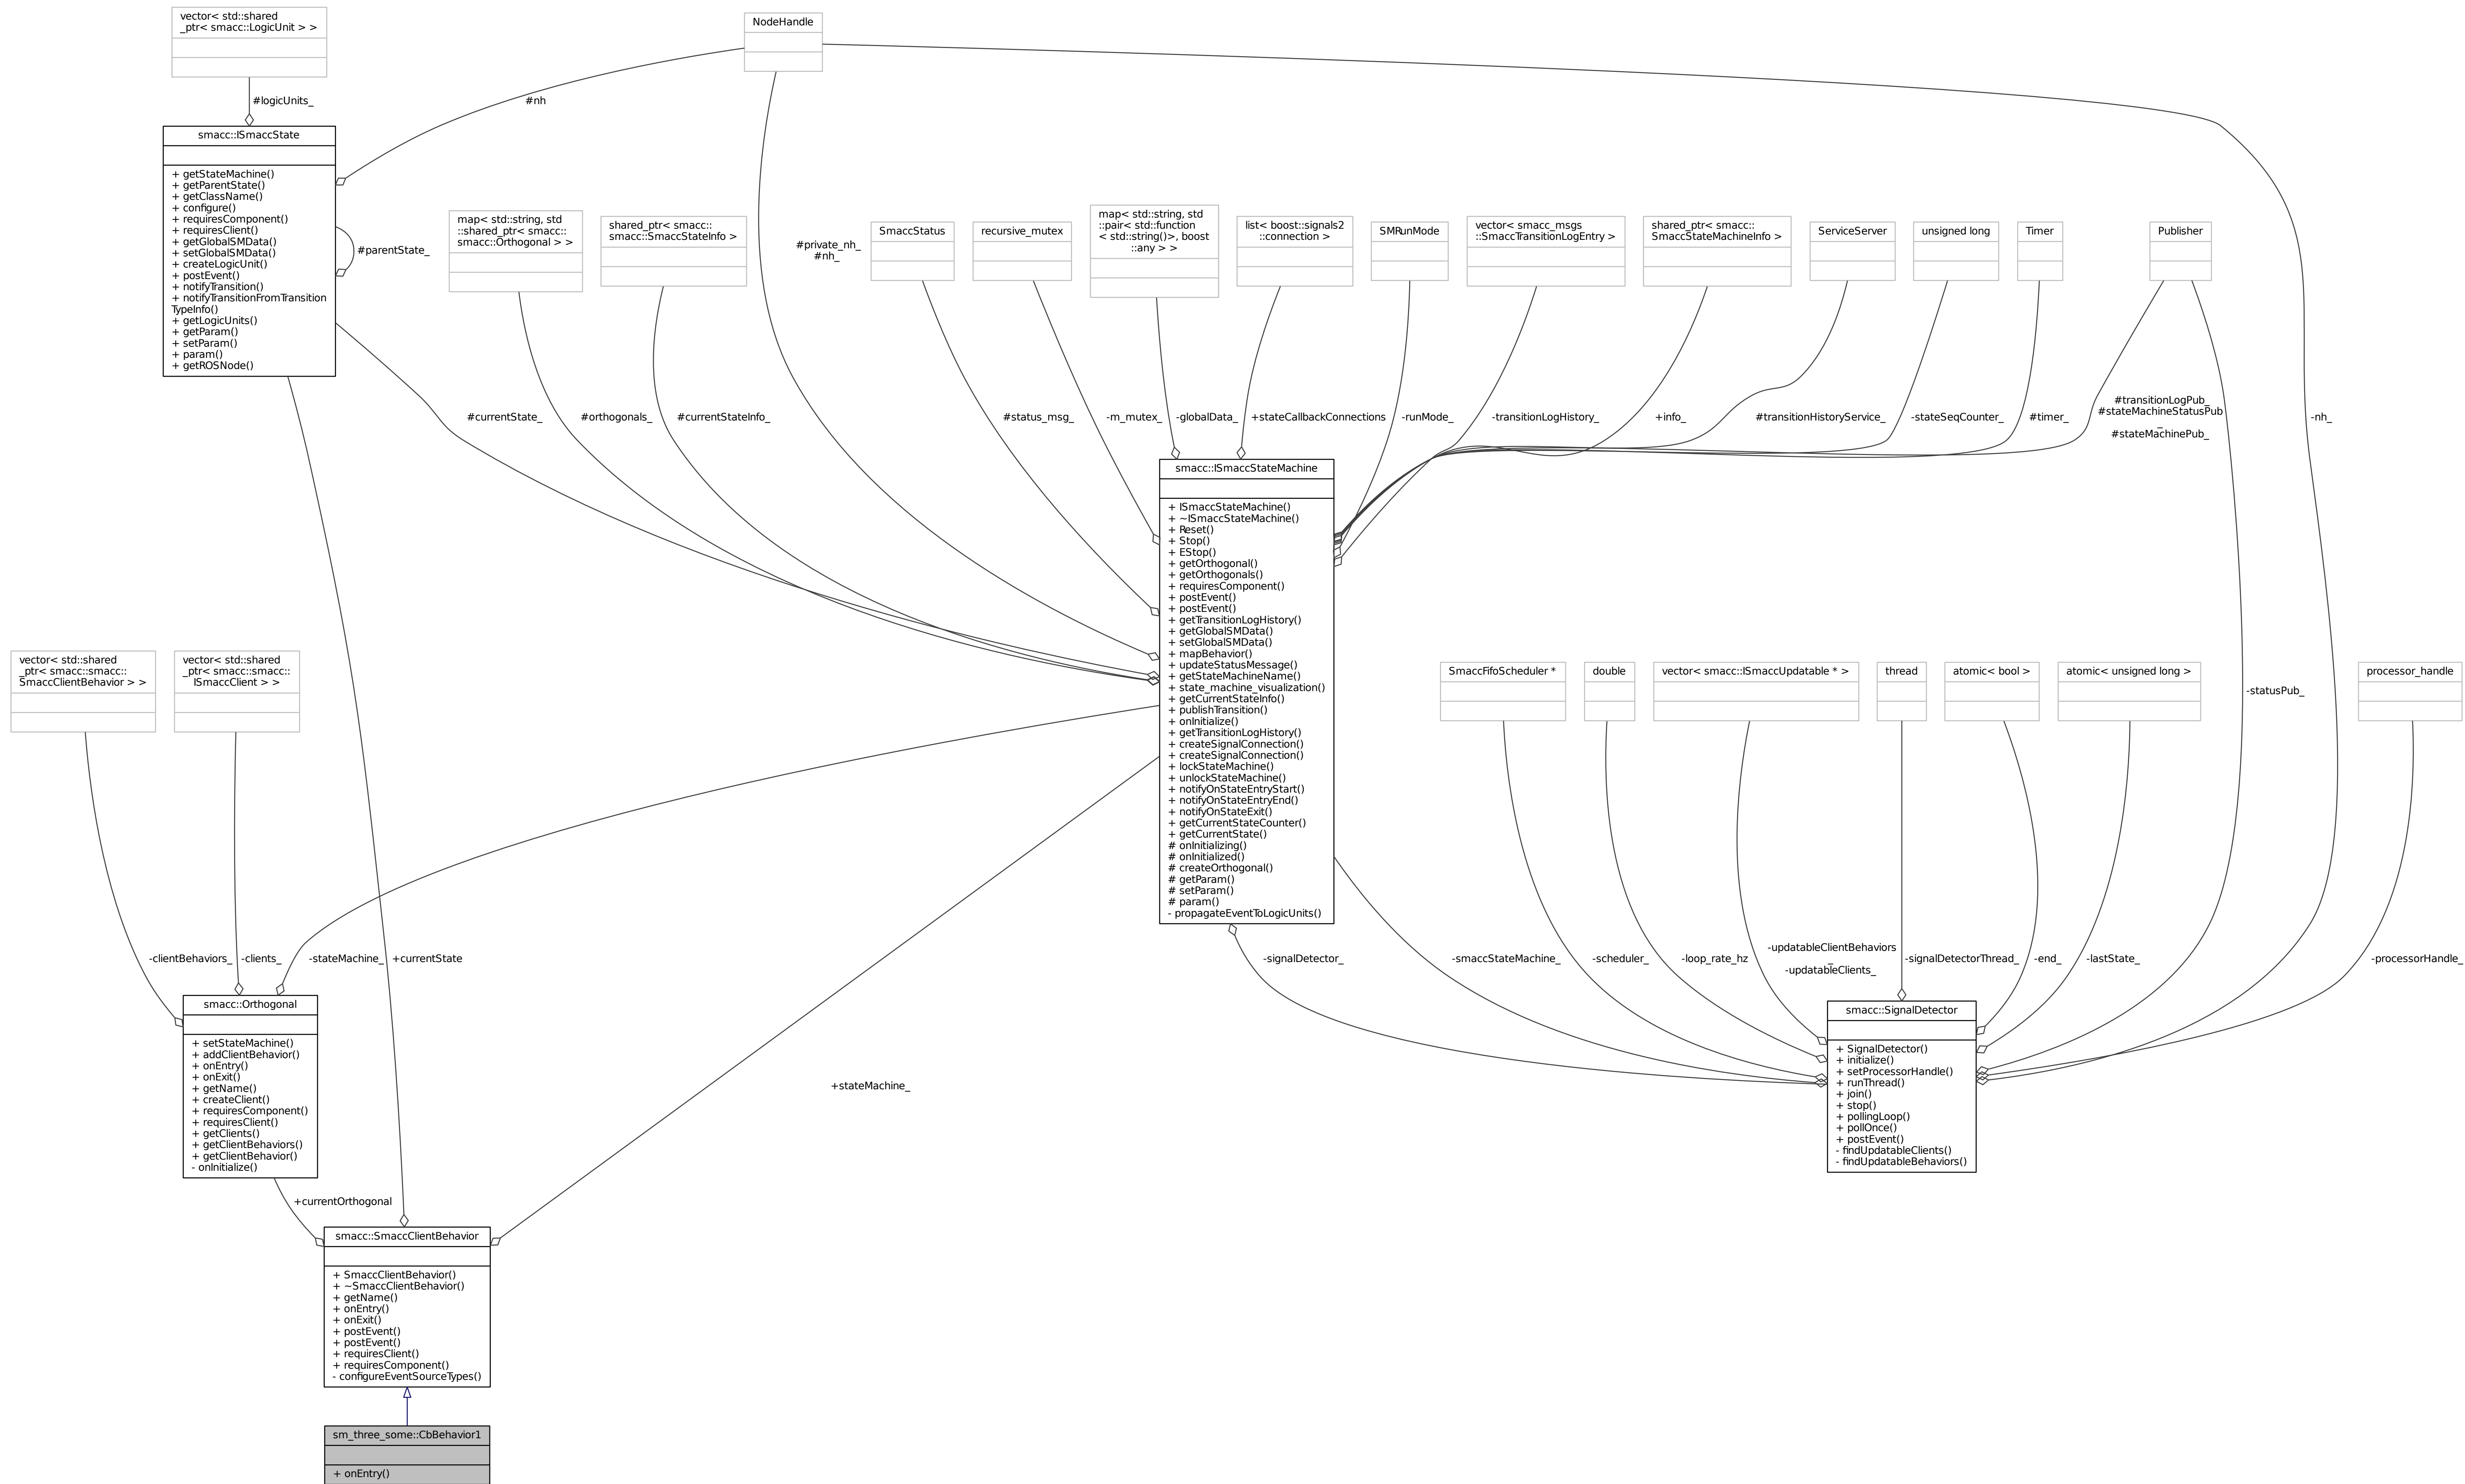 vector< std::shared
_ptr< smacc::LogicUnit > >
NodeHandle
#logicUnits_
#nh
smacc::ISmaccState
+ getStateMachine()
+ getParentState()
+ getClassName()
+ configure()
+ requiresComponent()
+ requiresClient()
+ getGlobalSMData()
+ setGlobalSMData()
+ createLogicUnit()
+ postEvent()
+ notifyTransition()
+ notifyTransitionFromTransition
TypeInfo()
+ getLogicUnits()
+ getParam()
+ setParam()
+ param()
+ getROSNode()
#parentState_
map< std::string, std
::shared_ptr< smacc::
smacc::Orthogonal > >
shared_ptr< smacc::
smacc::SmaccStateInfo >
#private_nh_
#nh_
SmaccStatus
recursive_mutex
map< std::string, std
::pair< std::function
< std::string()>, boost
::any > >
list< boost::signals2
::connection >
SMRunMode
vector< smacc_msgs
::SmaccTransitionLogEntry >
shared_ptr< smacc::
SmaccStateMachineInfo >
ServiceServer
unsigned long
Timer
Publisher
#currentState_
#orthogonals_
#currentStateInfo_
#status_msg_
-m_mutex_
-globalData_
+stateCallbackConnections
-runMode_
-transitionLogHistory_
+info_
#transitionHistoryService_
-stateSeqCounter_
#timer_
#transitionLogPub_
#stateMachineStatusPub
_
#stateMachinePub_
-nh_
smacc::ISmaccStateMachine
+ ISmaccStateMachine()
+ ~ISmaccStateMachine()
+ Reset()
+ Stop()
+ EStop()
+ getOrthogonal()
+ getOrthogonals()
+ requiresComponent()
+ postEvent()
+ postEvent()
+ getTransitionLogHistory()
+ getGlobalSMData()
+ setGlobalSMData()
+ mapBehavior()
+ updateStatusMessage()
+ getStateMachineName()
+ state_machine_visualization()
+ getCurrentStateInfo()
+ publishTransition()
+ onInitialize()
+ getTransitionLogHistory()
+ createSignalConnection()
+ createSignalConnection()
+ lockStateMachine()
+ unlockStateMachine()
+ notifyOnStateEntryStart()
+ notifyOnStateEntryEnd()
+ notifyOnStateExit()
+ getCurrentStateCounter()
+ getCurrentState()
# onInitializing()
# onInitialized()
# createOrthogonal()
# getParam()
# setParam()
# param()
- propagateEventToLogicUnits()
vector< std::shared
_ptr< smacc::smacc::
SmaccClientBehavior > >
vector< std::shared
_ptr< smacc::smacc::
ISmaccClient > >
SmaccFifoScheduler *
double
vector< smacc::ISmaccUpdatable * >
thread
atomic< bool >
atomic< unsigned long >
-statusPub_
processor_handle
-clientBehaviors_
-clients_
-stateMachine_
+currentState
-signalDetector_
-smaccStateMachine_
-scheduler_
-loop_rate_hz
-updatableClientBehaviors
_
-updatableClients_
-signalDetectorThread_
-end_
-lastState_
-processorHandle_
smacc::Orthogonal
+ setStateMachine()
+ addClientBehavior()
+ onEntry()
+ onExit()
+ getName()
+ createClient()
+ requiresComponent()
+ requiresClient()
+ getClients()
+ getClientBehaviors()
+ getClientBehavior()
- onInitialize()
smacc::SignalDetector
+ SignalDetector()
+ initialize()
+ setProcessorHandle()
+ runThread()
+ join()
+ stop()
+ pollingLoop()
+ pollOnce()
+ postEvent()
- findUpdatableClients()
- findUpdatableBehaviors()
+stateMachine_
+currentOrthogonal
smacc::SmaccClientBehavior
+ SmaccClientBehavior()
+ ~SmaccClientBehavior()
+ getName()
+ onEntry()
+ onExit()
+ postEvent()
+ postEvent()
+ requiresClient()
+ requiresComponent()
- configureEventSourceTypes()
sm_three_some::CbBehavior1
+ onEntry()